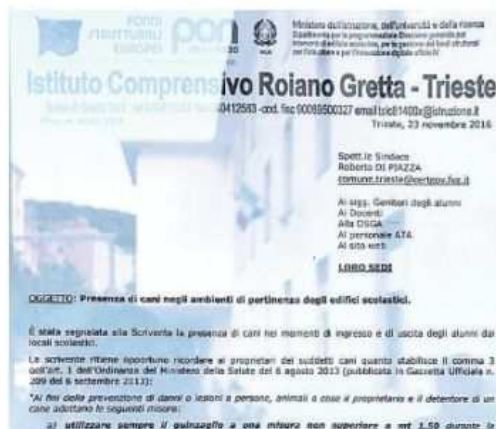 FONDI
STRUTTURALI
EUROPEI
pon
Ministero dell'istruzione, dell'università e della ricerca
Istituto Comprensivo Roiano Gretta - Trieste
cod. fisc 90089500327 email tsic81400x@istruzione.it
Trieste, 23 novembre 2016
Spett.le Sindaco
Roberto DI PIAZZA
Ai sigg. Genitori degli alunni
Ai Docenti
Alla DSGA
Al personale ATA
Al sito web
LORO SEDI
OGGETTO: Presenza di cani negli ambienti di pertinenza degli edifici scolastici.
È stata segnalata alla Scrivente la presenza di cani nei momenti di ingresso e di uscita degli alunni dai
locali scolastici.
La scrivente ritiene opportuno ricordare ai proprietari dei suddetti cani quanto stabilisce il comma 3
dell'art. 1 dell'Ordinanza del Ministero della Salute del 6 agosto 2013 (pubblicata in Gazzetta Ufficiale n.
209 del 6 settembre 2013):
"Ai fini della prevenzione di danni o lesioni a persone, animali o cose il proprietario e il detentore di un
cane adottano le seguenti misure:
a) utilizzare sempre il guinzaglio a una misura non superiore a mt 1,50 durante la